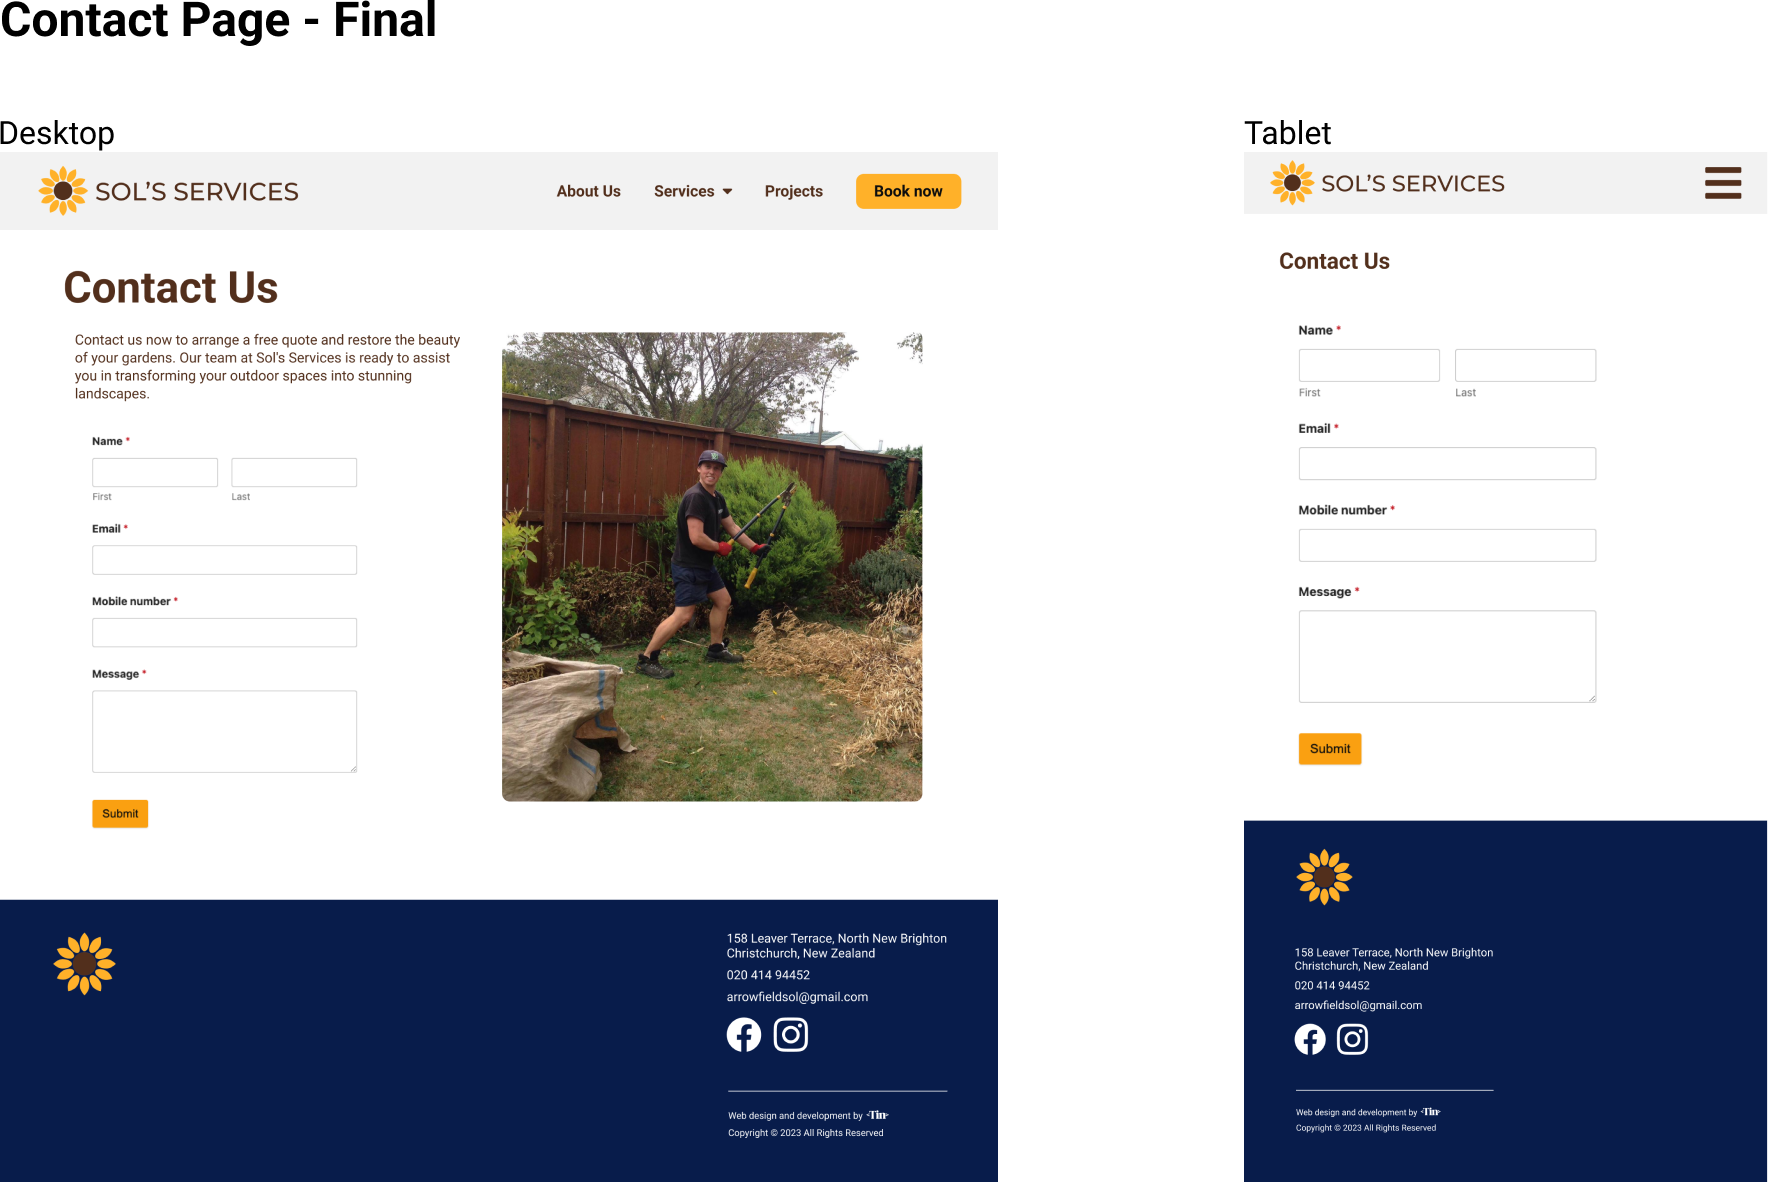 Contact Page - Final
Desktop
SOL'S SERVICES
About Us
Services
Projects
Book now
Contact Us
Contact us now to arrange a free quote and restore the beauty
of your gardens. Our team at Sol's Services is ready to assist
you in transforming your outdoor spaces into stunning
landscapes.
Name *
First
Last
Email *
Mobile number *
Message *
Submit
158 Leaver Terrace, North New Brighton
Christchurch, New Zealand
020 414 94452
arrowfieldsol@gmail.com
Web design and development by Tin
Copyright © 2023 All Rights Reserved
Tablet
SOL'S SERVICES
Contact Us
Name *
First
Last
Email *
Mobile number *
Message *
Submit
158 Leaver Terrace, North New Brighton
Christchurch, New Zealand
020 414 94452
arrowfieldsol@gmail.com
Web design and development by Tin
Copyright © 2023 All Rights Reserved